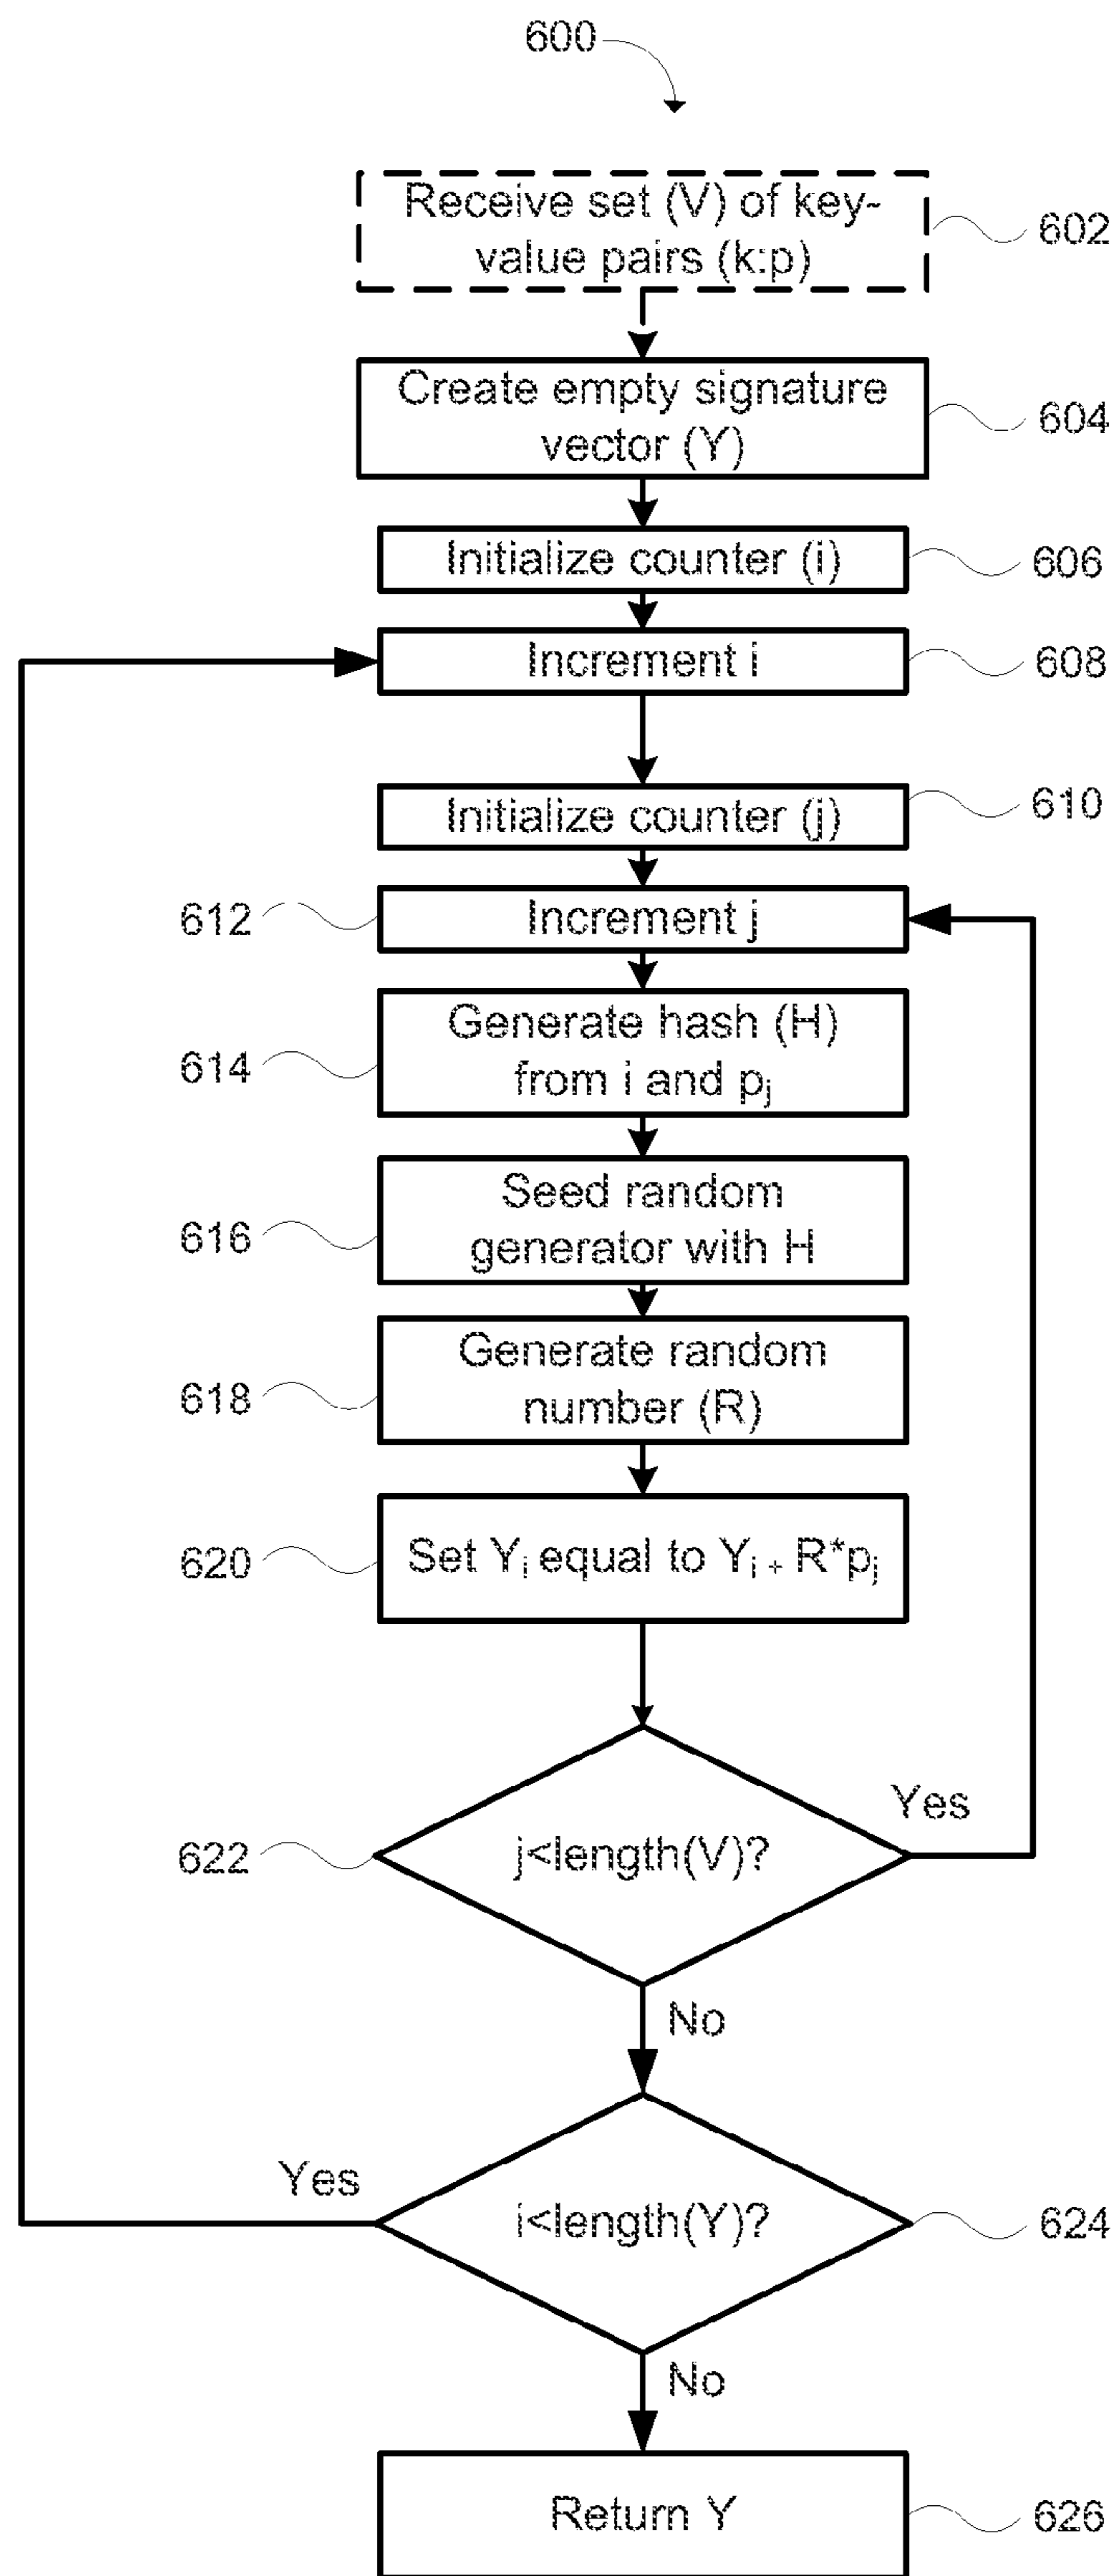 600
Receive set (V) of key-
value pairs (k:p)
602
Create empty signature
vector (Y)
604
Initialize counter (i)
606
Increment i
608
Initialize counter (j)
610
612
Increment j
Generate hash (H)
from i and pj
614
Seed random
generator with H
616
Generate random
number (R)
618
620
Set Yi equal to Yi + R*pj
Yes
622
j<length(V)?
No
Yes
i<length(Y)?
624
No
Return Y
626